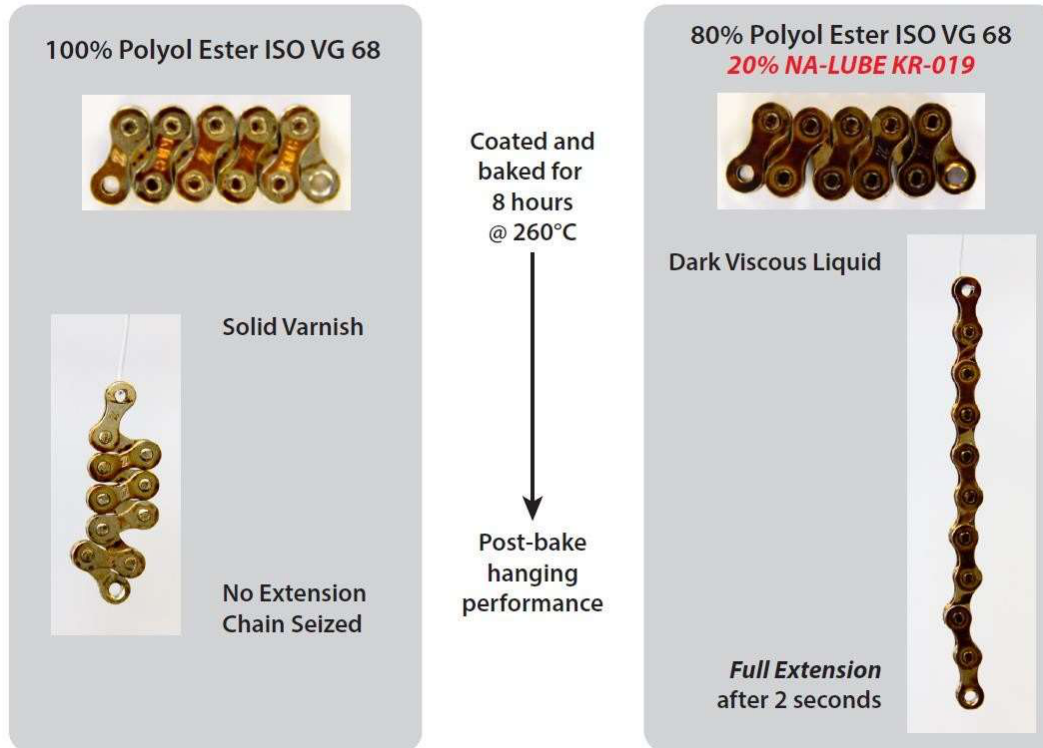 100% Polyol Ester ISO VG 68
KMC
Z
Z
KMC
Solid Varnish
No Extension
Chain Seized
Coated and
baked for
8 hours
@ 260°C
Post-bake
hanging
performance
80% Polyol Ester ISO VG 68
20% NA-LUBE KR-019
Dark Viscous Liquid
Full Extension
after 2 seconds